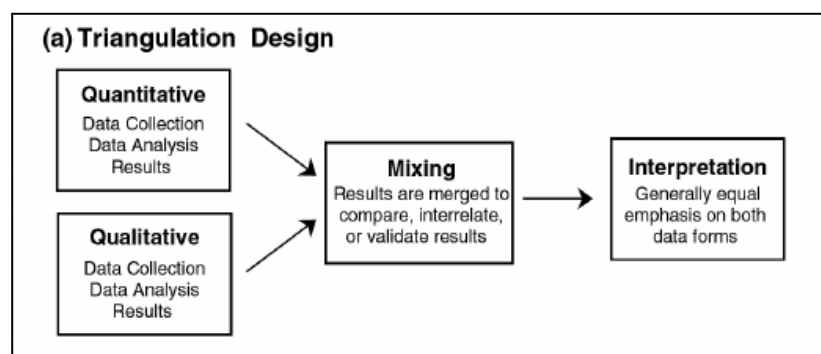 (a) Triangulation Design
Quantitative
Data Collection
Data Analysis
Results
Qualitative
Data Collection
Data Analysis
Results
Mixing
Results are merged to
compare, interrelate,
or validate results
Interpretation
Generally equal
emphasis on both
data forms